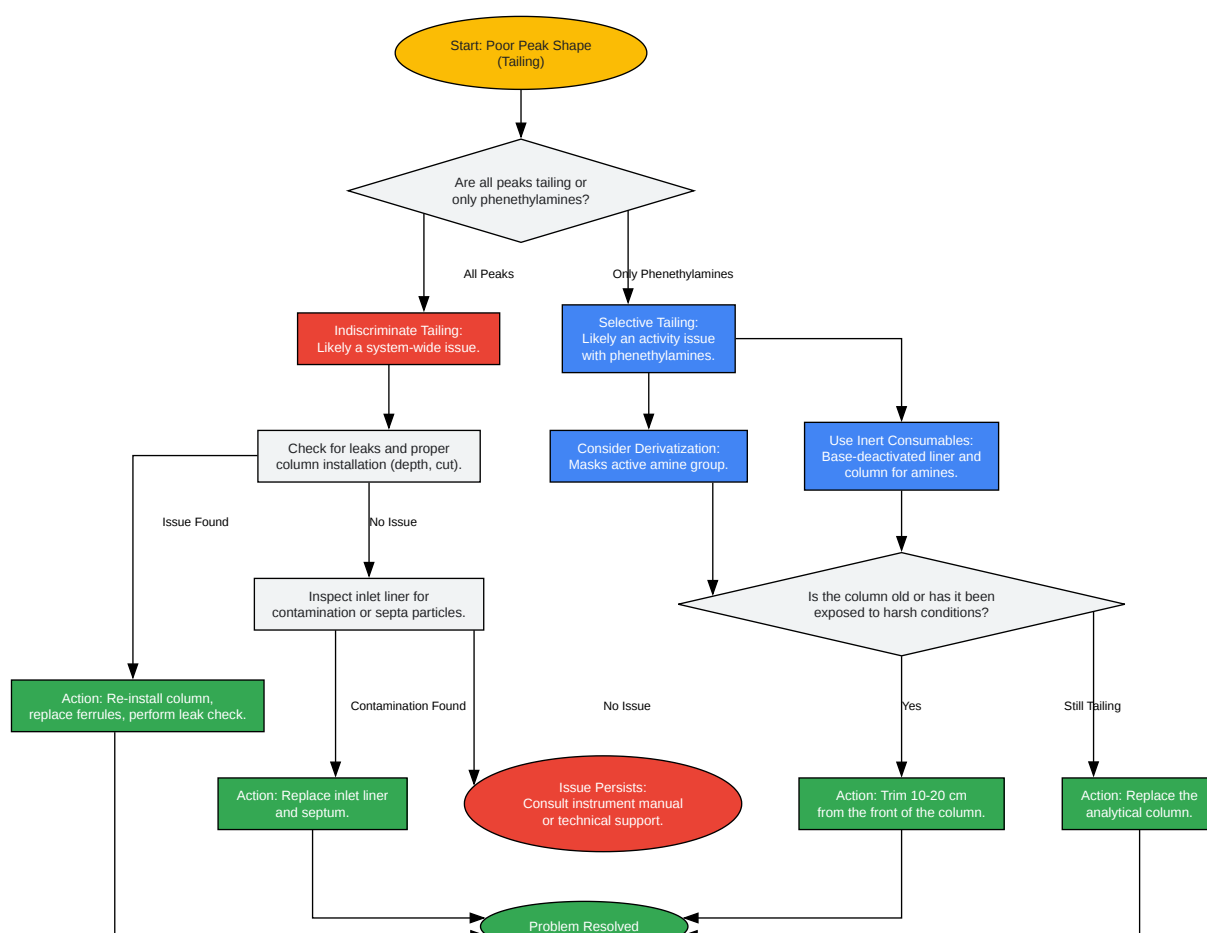 Start: Poor Peak Shape
(Tailing)
Are all peaks tailing or
only phenethylamines?
All Peaks
Only Phenethylamines
Indiscriminate Tailing:
Likely a system-wide issue.
Selective Tailing:
Likely an activity issue
with phenethylamines.
Check for leaks and proper
column installation (depth, cut).
Consider Derivatization:
Masks active amine group.
Use Inert Consumables:
Base-deactivated liner and
column for amines.
Issue Found
No Issue
Inspect inlet liner for
contamination or septa particles.
Is the column old or has it been
exposed to harsh conditions?
Action: Re-install column,
replace ferrules, perform leak check.
Contamination Found
No Issue
Yes
Still Tailing
Action: Replace inlet liner
and septum.
Issue Persists:
Consult instrument manual
or technical support.
Action: Trim 10-20 cm
from the front of the column.
Action: Replace the
analytical column.
Problem Resolved